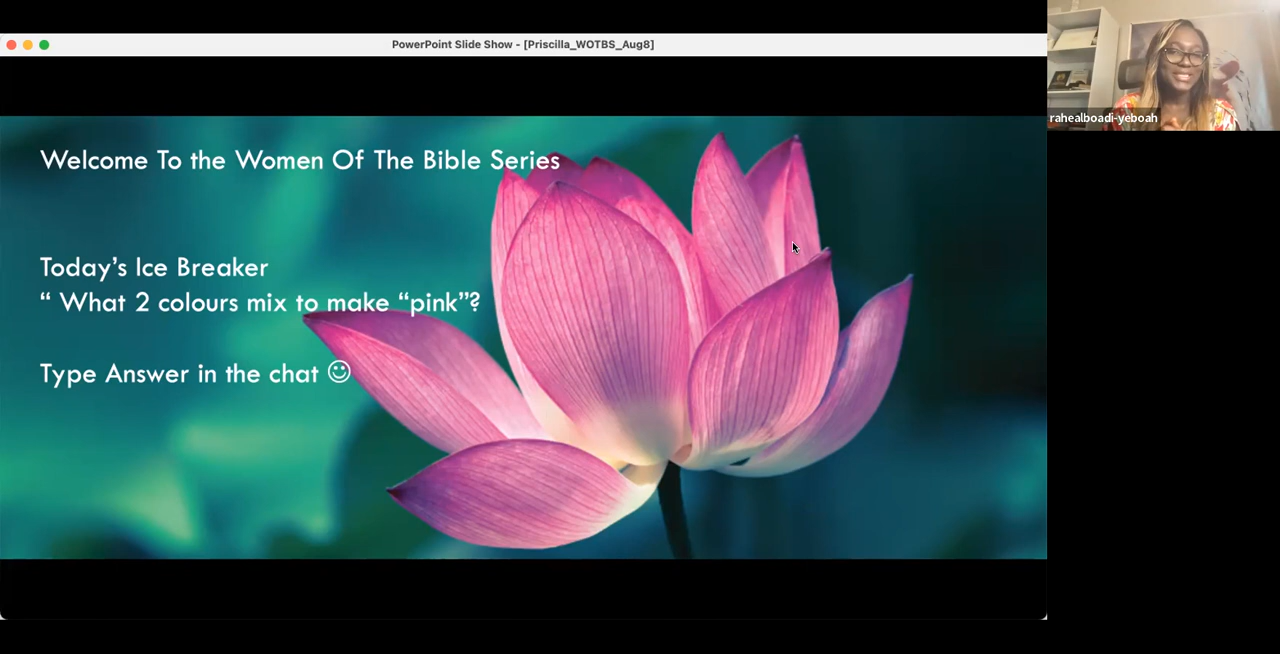 PowerPoint Slide Show - [Priscilla_WOTBS_Aug8]
rahealboadi-yeboah
Welcome To the Women Of The Bible Series
Today’s Ice Breaker
“ What 2 colours mix to make “pink”?
Type Answer in the chat ☺